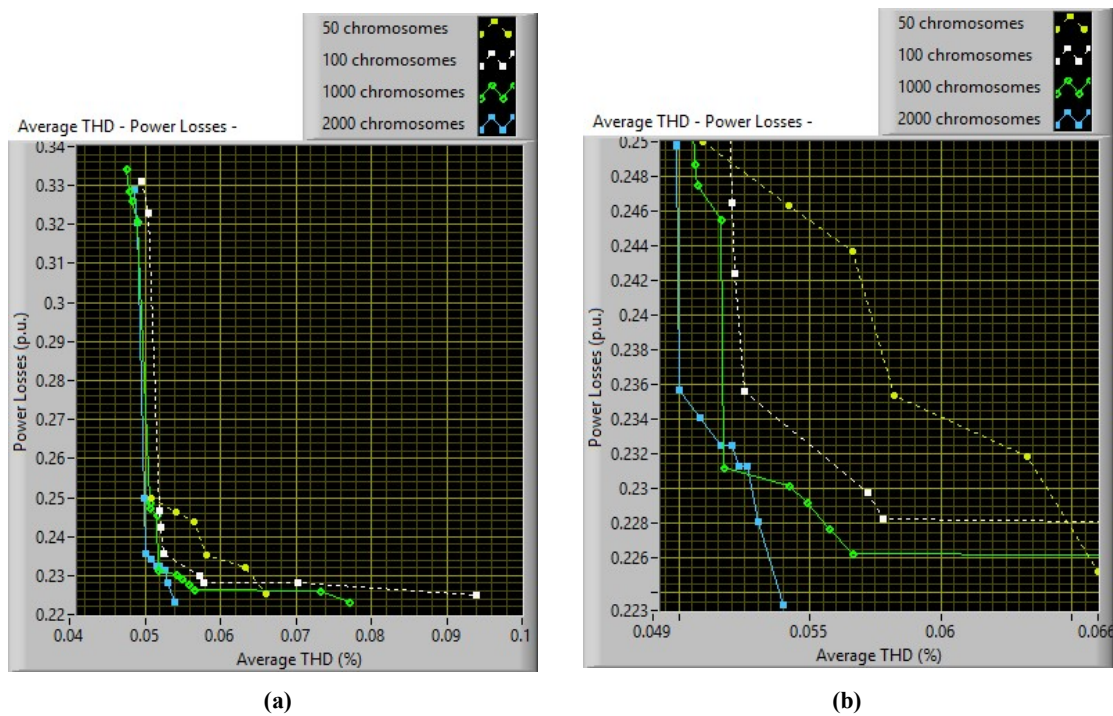 50 chromosomes
100 chromosomes
1000 chromosomes
2000 chromosomes
Average THD - Power Losses -
0.34
0.33
0.32
0.31
0.3
0.29
0.28
0.27
0.26
0.25
0.24
0.23
0.22
Power Losses (p.u.)
0.04
0.05
0.06
0.07
0.08
0.09
0.1
Average THD (%)
(a)
50 chromosomes
100 chromosomes
1000 chromosomes
2000 chromosomes
Average THD - Power Losses -
0.25
0.248
0.246
0.244
0.242
0.24
0.238
0.236
0.234
0.232
0.23
0.228
0.226
0.223
Power Losses (p.u.)
0.049
0.055
0.06
0.066
Average THD (%)
(b)